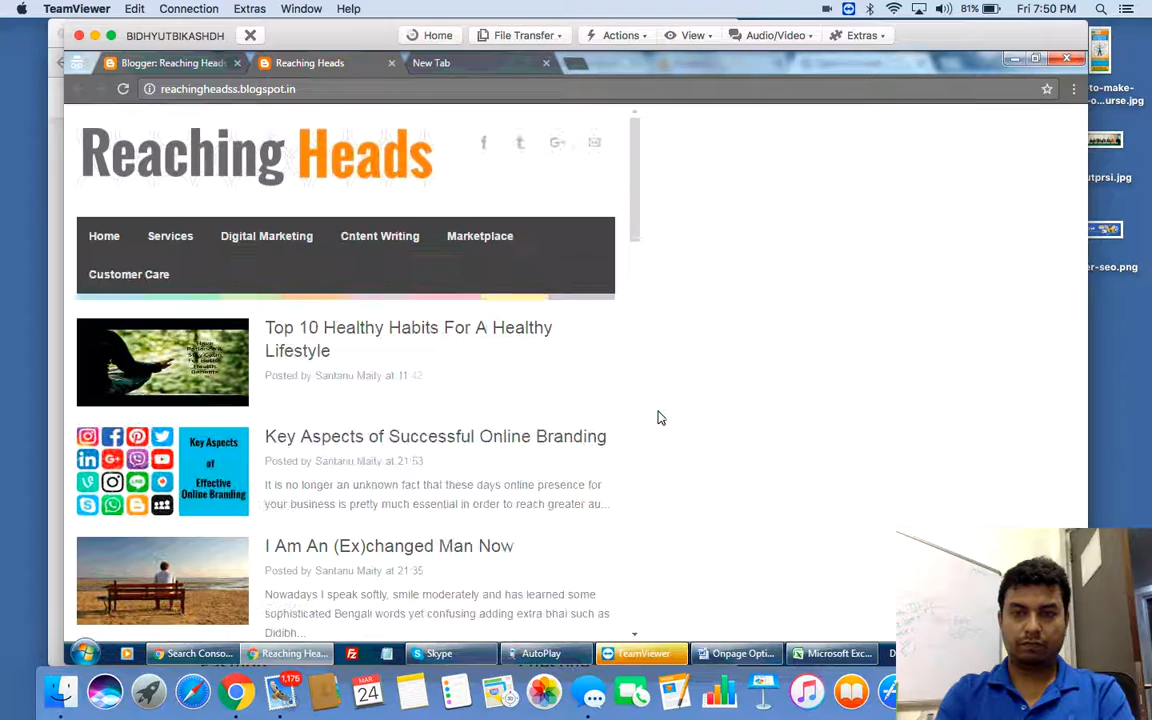 TeamViewer Edit Connection Extras Window Help 81% Fri 7:50 PM
BIDHYUTBIKASHDH Home File Transfer Actions View Audio/Video Extras
Blogger: Reaching Heads Reaching Heads New Tab
reachingheadss.blogspot.in
Reaching Heads
Home Services Digital Marketing Cntent Writing Marketplace
Customer Care
Top 10 Healthy Habits For A Healthy
Lifestyle
Posted by Santanu Maity at 11:42
Key Aspects of Successful Online Branding
Posted by Santanu Maity at 21:53
It is no longer an unknown fact that these days online presence for
your business is pretty much essential in order to reach greater au...
Key Aspects
of
Effective
Online Branding
I Am An (Ex)changed Man Now
Posted by Santanu Maity at 21:35
Nowadays I speak softly, smile moderately and has learned some
sophisticated Bengali words yet confusing adding extra bhai such as
Didibh...
to-make-
o...urse.jpg
utprsi.jpg
er-seo.png
Search Conso... Reaching Hea... Skype AutoPlay TeamViewer Onpage Opti... Microsoft Exc...
1,175
MAR
24